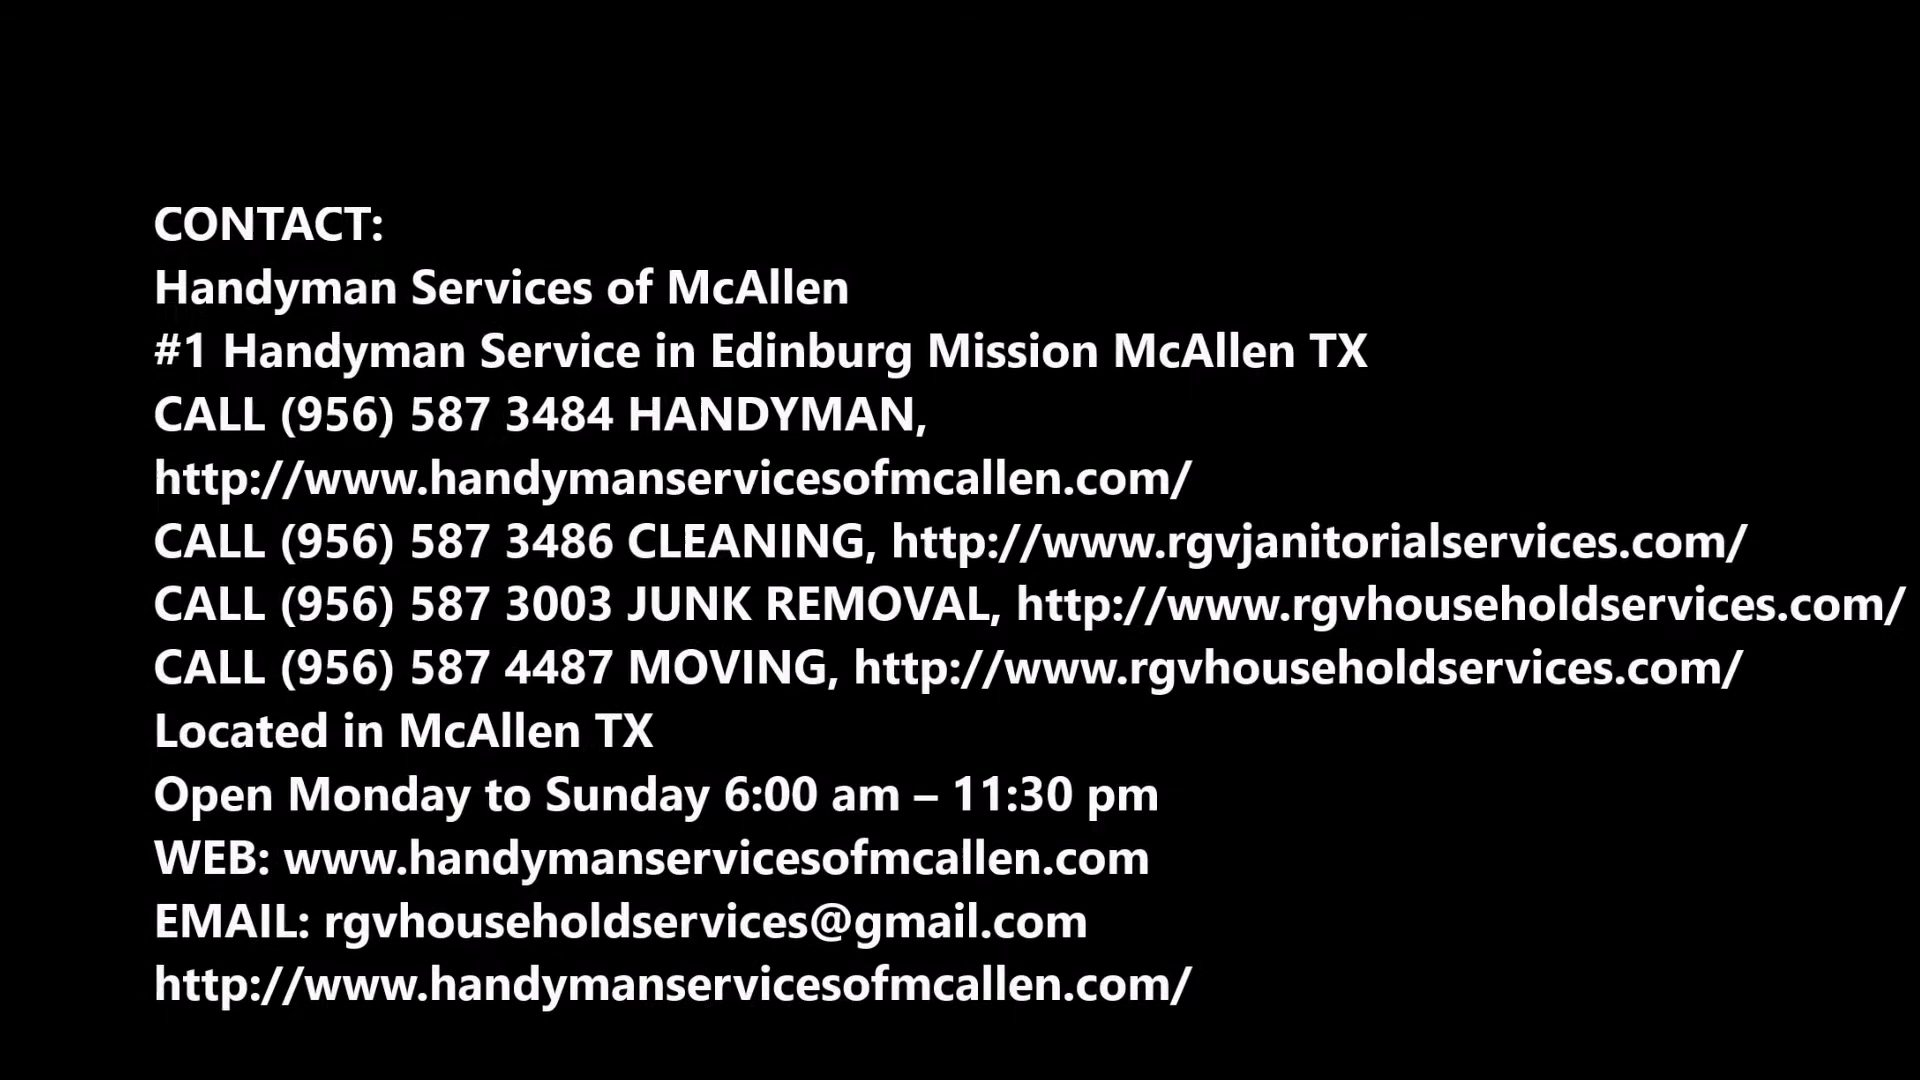 CONTACT:
Handyman Services of McAllen
#1 Handyman Service in Edinburg Mission McAllen TX
CALL (956) 587 3484 HANDYMAN,
http://www.handymanservicesofmcallen.com/
CALL (956) 587 3486 CLEANING, http://www.rgvjanitorialservices.com/
CALL (956) 587 3003 JUNK REMOVAL, http://www.rgvhouseholdservices.com/
CALL (956) 587 4487 MOVING, http://www.rgvhouseholdservices.com/
Located in McAllen TX
Open Monday to Sunday 6:00 am – 11:30 pm
WEB: www.handymanservicesofmcallen.com
EMAIL: rgvhouseholdservices@gmail.com
http://www.handymanservicesofmcallen.com/